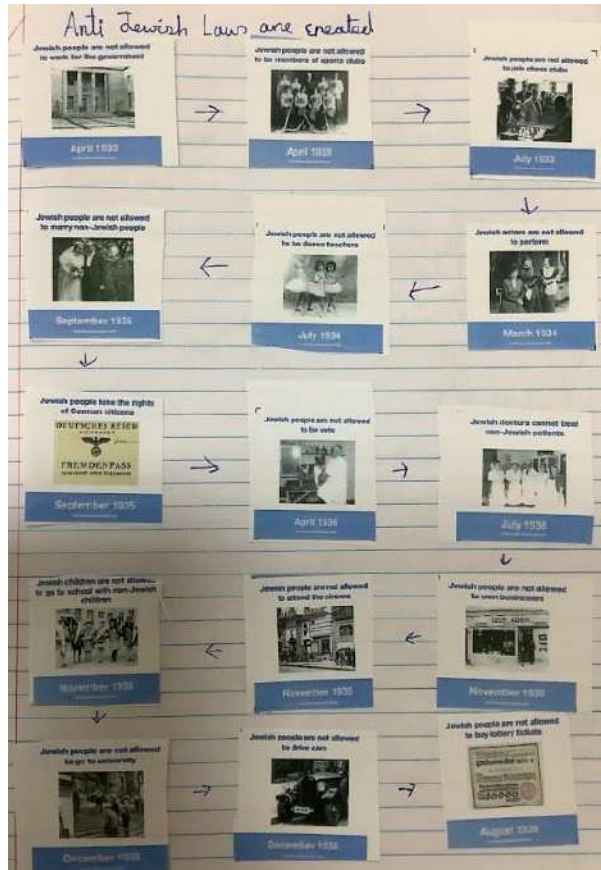 Anti Jewish Laws are created
Jewish people are not allowed
to work for the government
April 1933
Jewish people are not allowed
to be members of sports clubs
April 1933
Jewish people are not allowed
to join chess clubs
July 1933
Jewish actors are not allowed
to perform
March 1934
Jewish people are not allowed
to be dance teachers
July 1934
Jewish people are not allowed
to marry non-Jewish people
September 1935
Jewish people lose the rights
of German citizens
DEUTSCHES REICH
FREMDENPASS
September 1935
Jewish people are not allowed
to be vets
April 1936
Jewish doctors cannot treat
non-Jewish patients
July 1938
Jewish people are not allowed
to own businesses
November 1938
Jewish people are not allowed
to attend the cinema
November 1938
Jewish children are not allowed
to go to school with non-Jewish
children
November 1938
Jewish people are not allowed
to go to university
December 1938
Jewish people are not allowed
to drive cars
December 1938
Jewish people are not allowed
to buy lottery tickets
August 1939